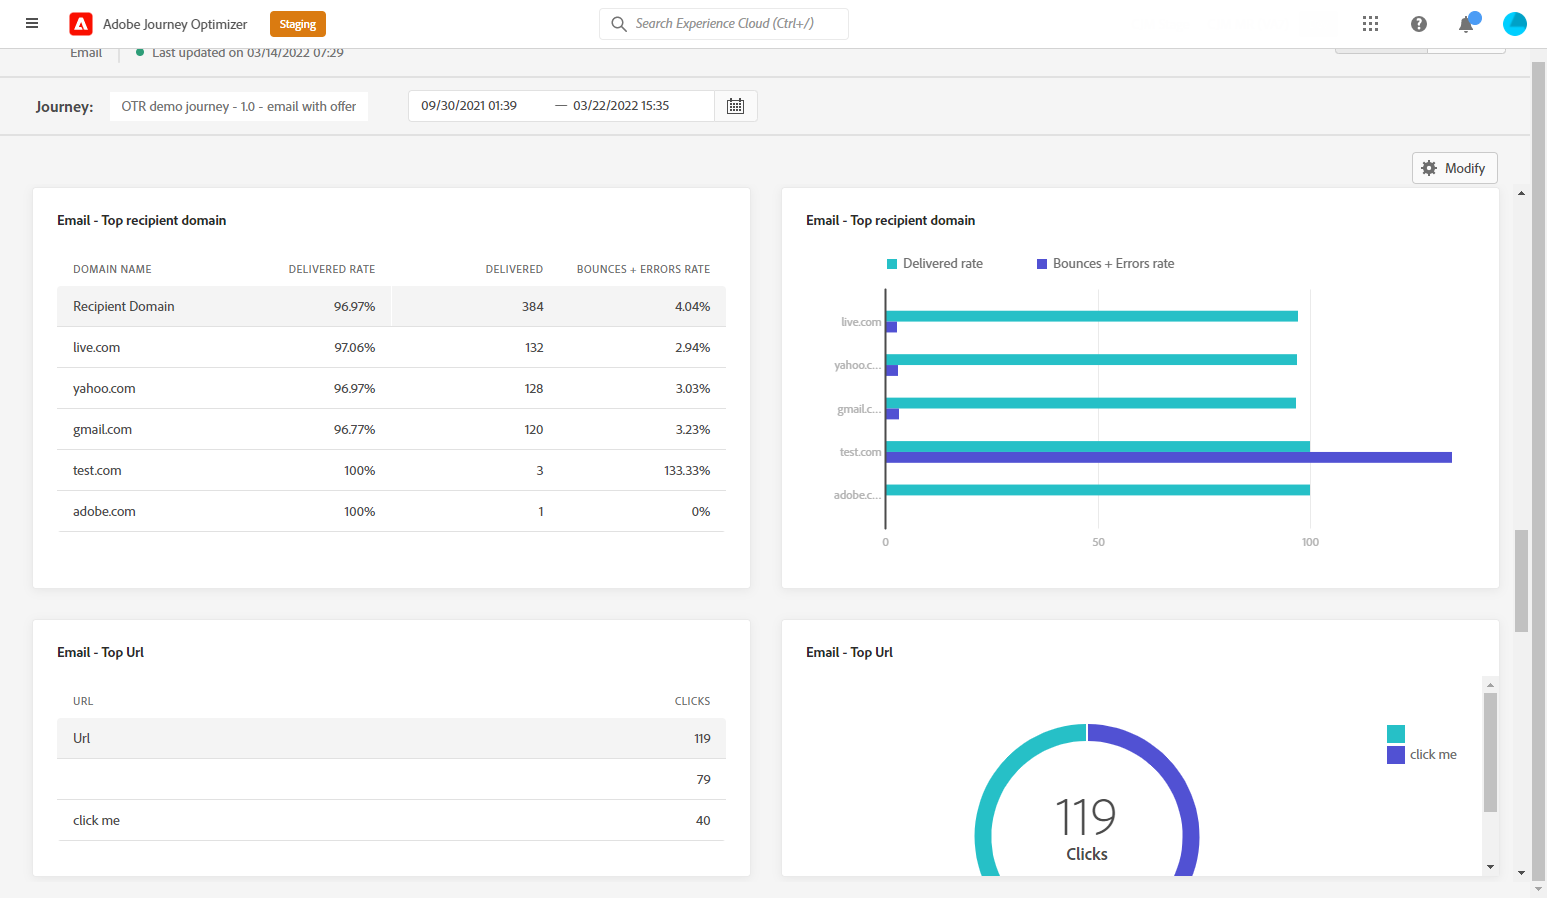 Adobe Journey Optimizer Staging Search Experience Cloud (Ctrl+/)
Email Last updated on 03/14/2022 07:29
Journey: OTR demo journey - 1.0 - email with offer 09/30/2021 01:39 — 03/22/2022 15:35
Modify
Email - Top recipient domain
DOMAIN NAME DELIVERED RATE DELIVERED BOUNCES + ERRORS RATE
Recipient Domain 96.97% 384 4.04%
live.com 97.06% 132 2.94%
yahoo.com 96.97% 128 3.03%
gmail.com 96.77% 120 3.23%
test.com 100% 3 133.33%
adobe.com 100% 1 0%
Email - Top recipient domain
Delivered rate Bounces + Errors rate
live.com
yahoo.c...
gmail.c...
test.com
adobe.c...
0 50 100
Email - Top Url
URL CLICKS
Url 119
79
click me 40
Email - Top Url
click me
119
Clicks